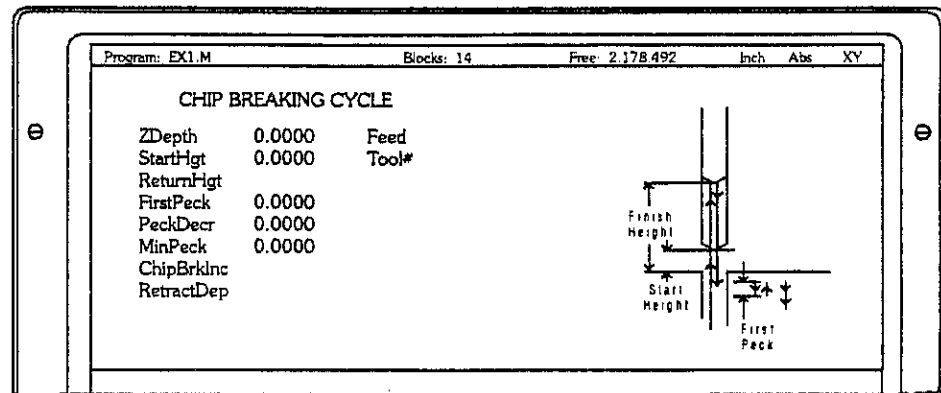 Program: EX1.M Blocks: 14 Free: 2.178.492 Inch Abs XY
CHIP BREAKING CYCLE
ZDepth 0.0000 Feed
StartHgt 0.0000 Tool#
ReturnHgt
FirstPeck 0.0000
PeckDecr 0.0000
MinPeck 0.0000
ChipBrkInc
RetractDep
Finish
Height
Start
Height
First
Peck